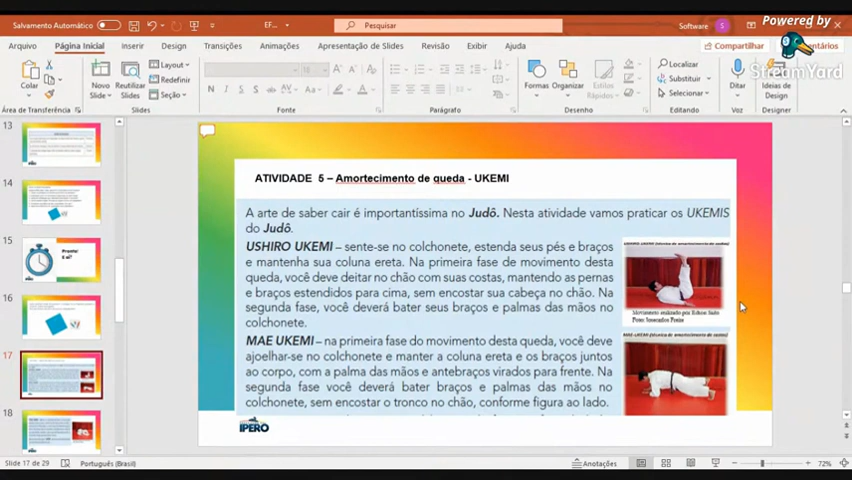 Salvamento Automático
EF...
Pesquisar
Software
S
Powered by
StreamYard
Arquivo
Página Inicial
Inserir
Design
Transições
Animações
Apresentação de Slides
Revisão
Exibir
Ajuda
Compartilhar
Colar
Novo
Slide
Reutilizar
Slides
Layout
Redefinir
Seção
N
I
S
Formas
Organizar
Estilos
Rápidos
Localizar
Substituir
Selecionar
Ditar
Ideias de
Design
Área de Transferência
Slides
Fonte
Parágrafo
Desenho
Editando
Voz
Designer
13
14
15
16
17
18
ATIVIDADE 5 – Amortecimento de queda - UKEMI
A arte de saber cair é importantíssima no Judô. Nesta atividade vamos praticar os UKEMIS
do Judô.
USHIRO UKEMI – sente-se no colchonete, estenda seus pés e braços
e mantenha sua coluna ereta. Na primeira fase de movimento desta
queda, você deve deitar no chão com suas costas, mantendo as pernas
e braços estendidos para cima, sem encostar sua cabeça no chão. Na
segunda fase, você deverá bater seus braços e palmas das mãos no
colchonete.
MAE UKEMI – na primeira fase do movimento desta queda, você deve
ajoelhar-se no colchonete e manter a coluna ereta e os braços juntos
ao corpo, com a palma das mãos e antebraços virados para frente. Na
segunda fase você deverá bater braços e palmas das mãos no
colchonete, sem encostar o tronco no chão, conforme figura ao lado.
IPERÓ
Slide 17 de 29
Português (Brasil)
Anotações
72%